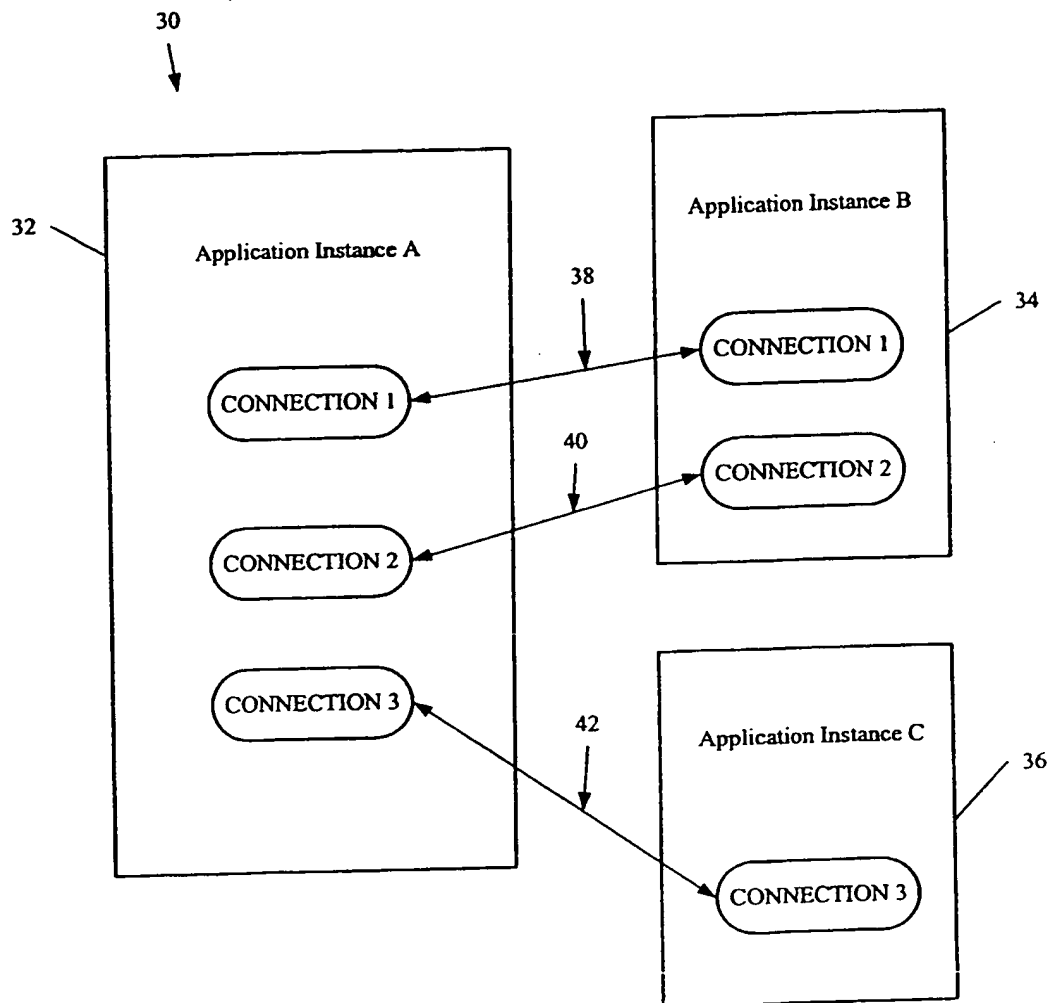 30
32
Application Instance A
CONNECTION 1
CONNECTION 2
CONNECTION 3
38
40
42
Application Instance B
CONNECTION 1
CONNECTION 2
34
Application Instance C
CONNECTION 3
36